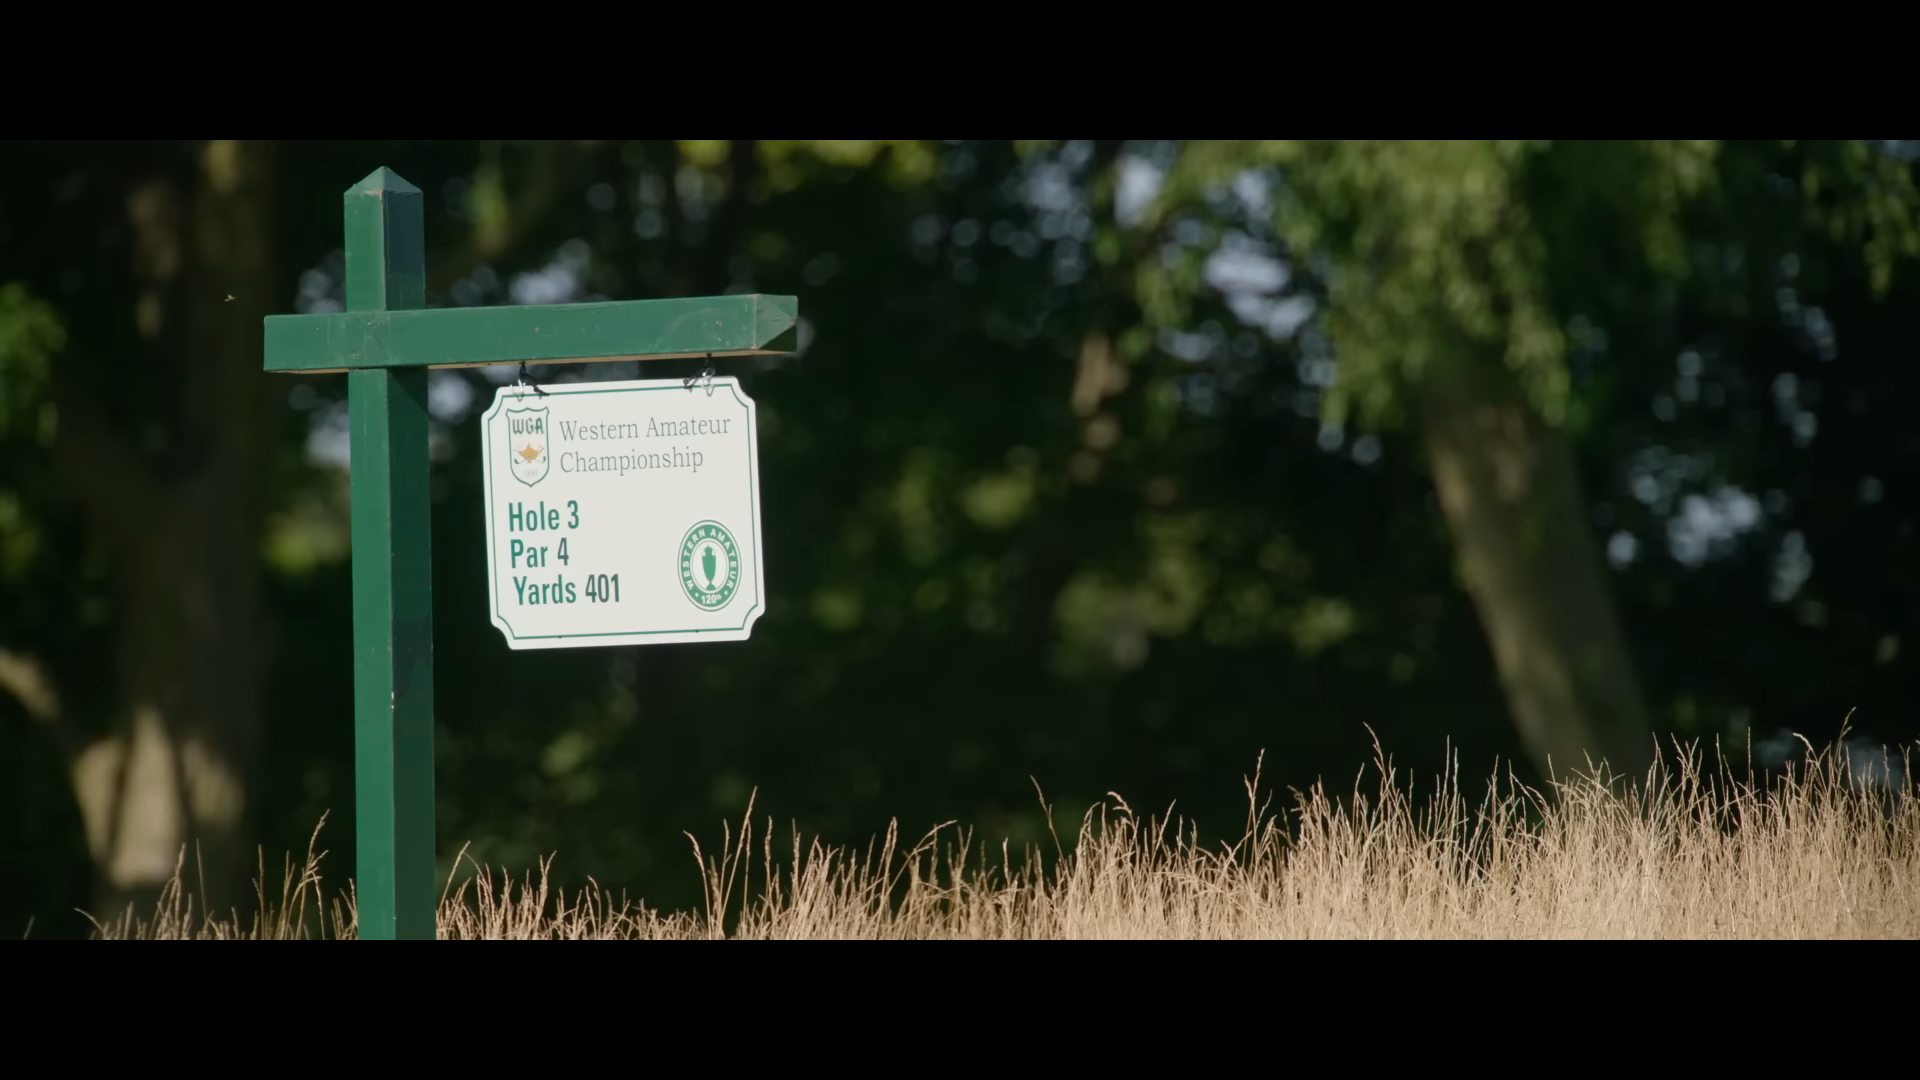 WGA
Western Amateur
Championship
Hole 3
Par 4
Yards 401
WESTERN AMATEUR
120th